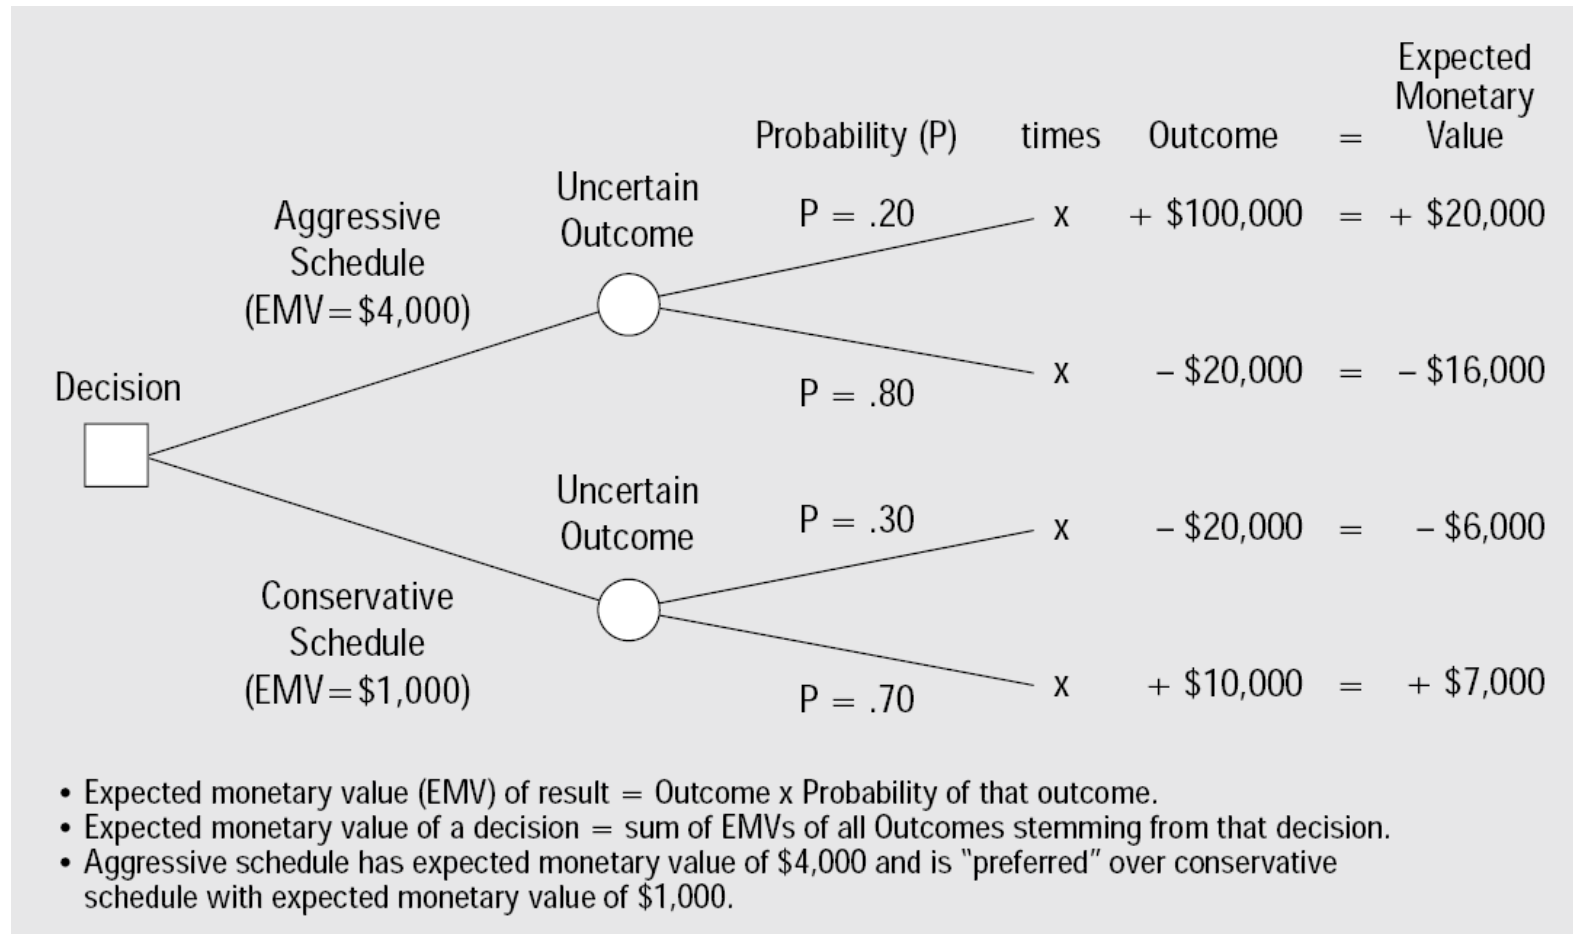 Expected
Monetary
Probability (P) times Outcome = Value
Uncertain
Outcome
Aggressive
Schedule
(EMV=$4,000)
P = .20 x + $100,000 = + $20,000
P = .80 x – $20,000 = – $16,000
Decision
Uncertain
Outcome
P = .30 x – $20,000 = – $6,000
Conservative
Schedule
(EMV=$1,000)
P = .70 x + $10,000 = + $7,000
• Expected monetary value (EMV) of result = Outcome x Probability of that outcome.
• Expected monetary value of a decision = sum of EMVs of all Outcomes stemming from that decision.
• Aggressive schedule has expected monetary value of $4,000 and is “preferred” over conservative
schedule with expected monetary value of $1,000.